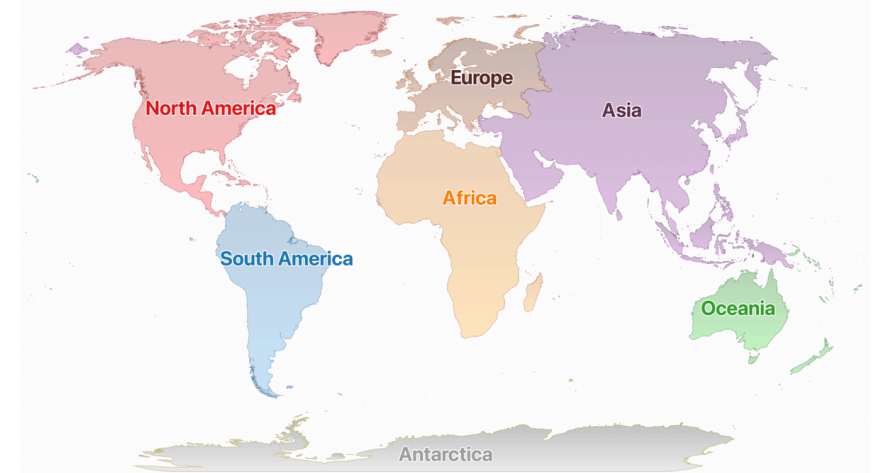 Europe
North America
Asia
Africa
South America
Oceania
Antarctica